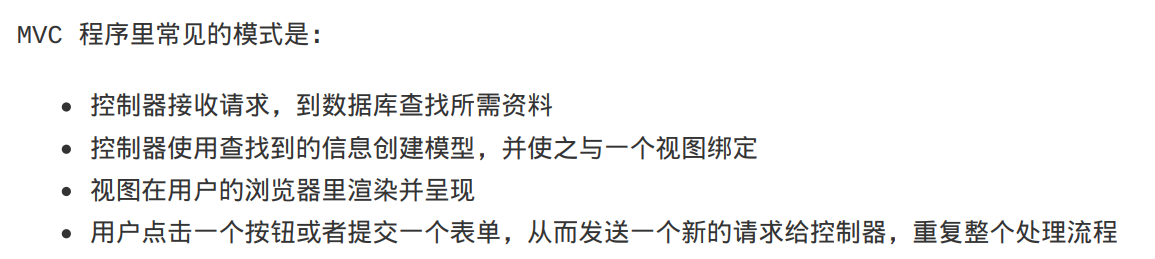 MVC 程序里常见的模式是:
• 控制器接收请求，到数据库查找所需资料
• 控制器使用查找到的信息创建模型，并使之与一个视图绑定
• 视图在用户的浏览器里渲染并呈现
• 用户点击一个按钮或者提交一个表单，从而发送一个新的请求给控制器，重复整个处理流程